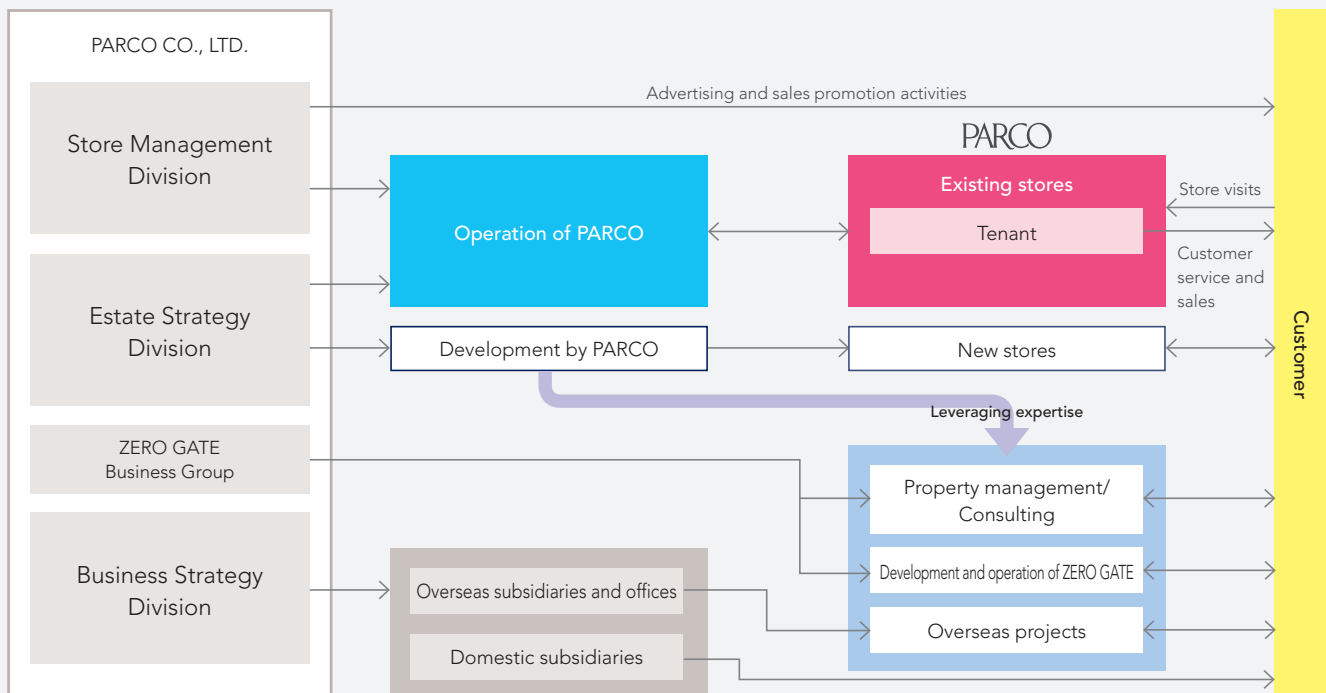 PARCO CO., LTD.
Store Management
Division
Estate Strategy
Division
ZERO GATE
Business Group
Business Strategy
Division
Advertising and sales promotion activities
Operation of PARCO
Development by PARCO
Overseas subsidiaries and offices
Domestic subsidiaries
PARCO
Existing stores
Tenant
New stores
Leveraging expertise
Property management/
Consulting
Development and operation of ZERO GATE
Overseas projects
Store visits
Customer
service and
sales
Customer